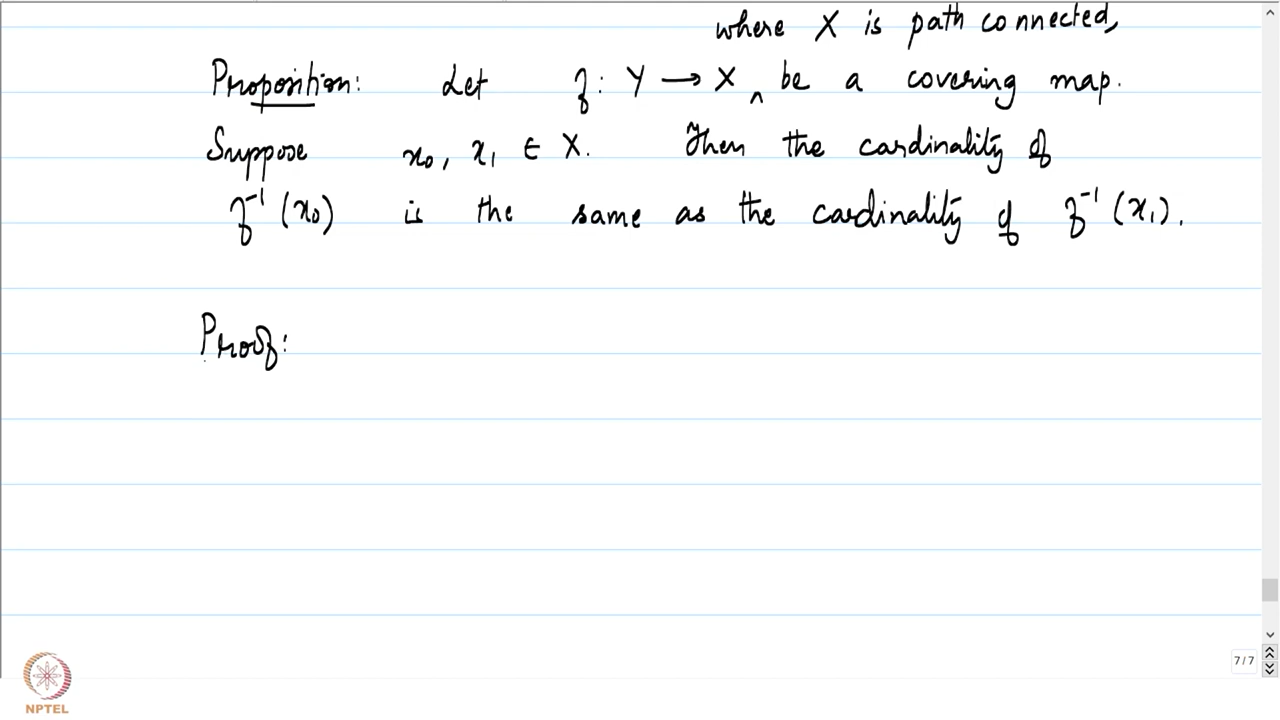 where X is path connected,
Proposition: Let q: Y → X ^ be a covering map.
Suppose x₀, x₁ ∈ X. Then the cardinality of
q⁻¹(x₀) is the same as the cardinality of q⁻¹(x₁).
Proof:
7/7
NPTEL